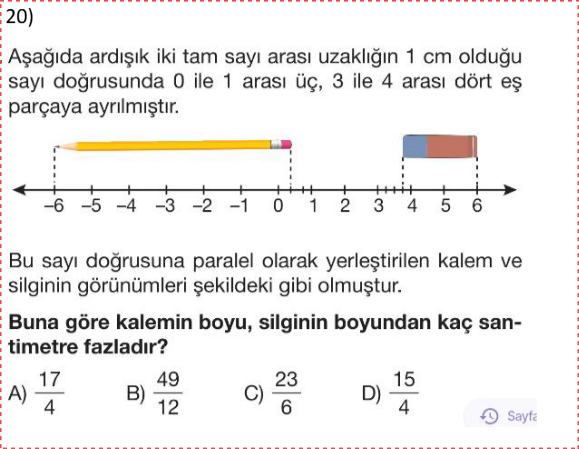 20)
Aşağıda ardışık iki tam sayı arası uzaklığın 1 cm olduğu
sayı doğrusunda 0 ile 1 arası üç, 3 ile 4 arası dört eş
parçaya ayrılmıştır.
-6 -5 -4 -3 -2 -1 0 1 2 3 4 5 6
Bu sayı doğrusuna paralel olarak yerleştirilen kalem ve
silginin görünümleri şekildeki gibi olmuştur.
Buna göre kalemin boyu, silginin boyundan kaç san-
timetre fazladır?
A) 17/4 B) 49/12 C) 23/6 D) 15/4